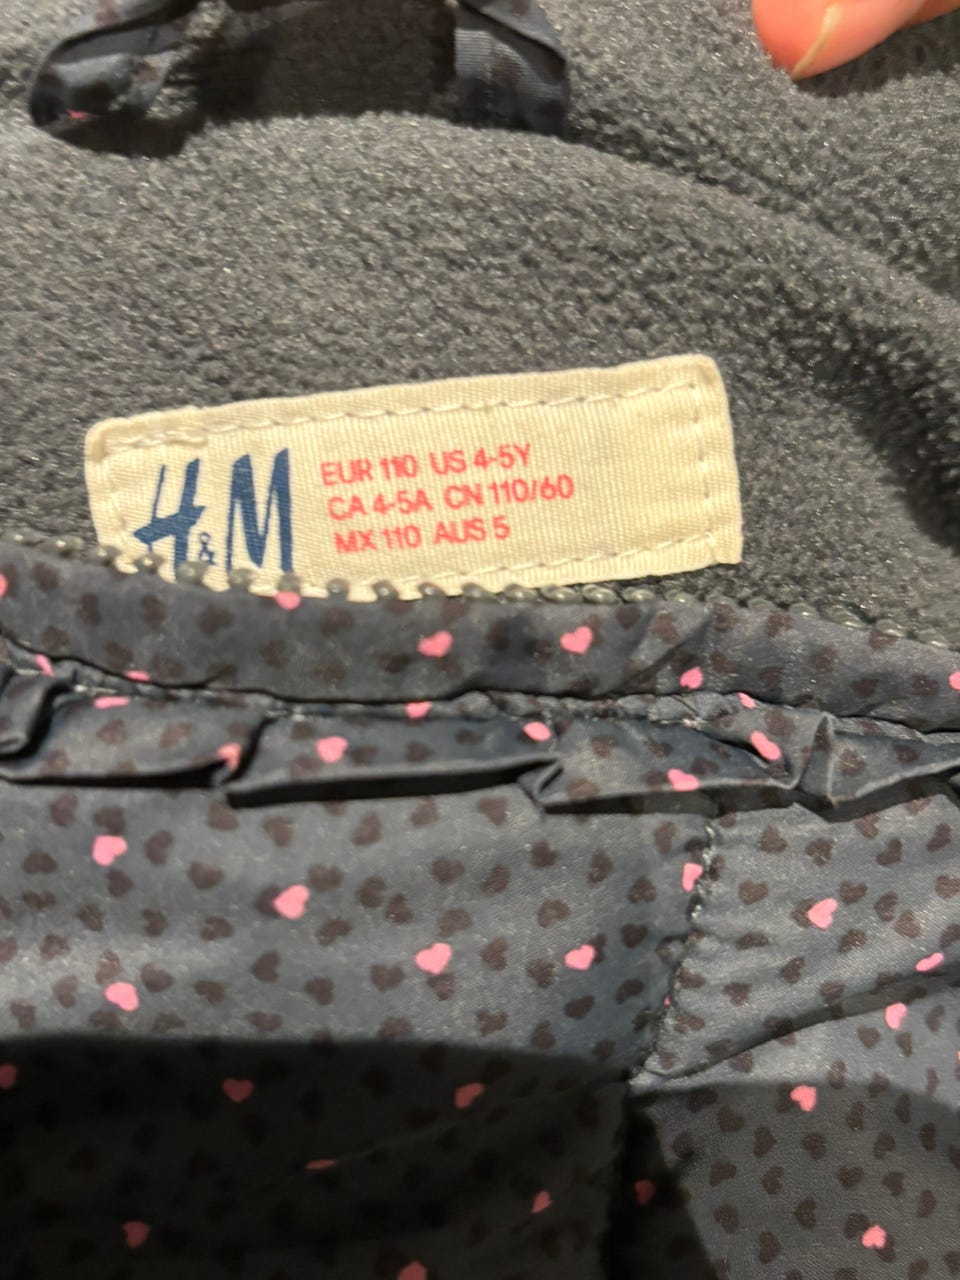 H&M
EUR 110 US 4-5Y
CA 4-5A CN 110/60
MX 110 AUS 5